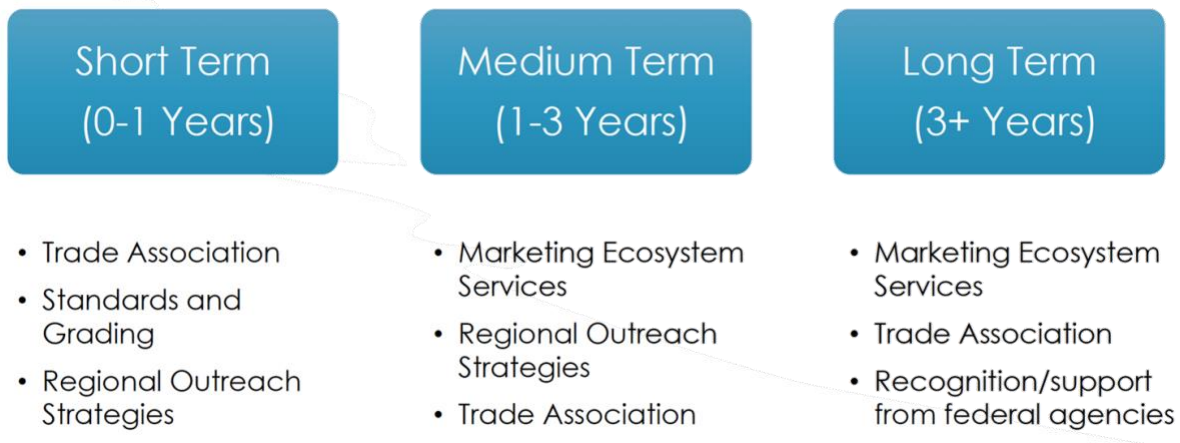 Short Term
(0-1 Years)
• Trade Association
• Standards and
Grading
• Regional Outreach
Strategies
Medium Term
(1-3 Years)
• Marketing Ecosystem
Services
• Regional Outreach
Strategies
• Trade Association
Long Term
(3+ Years)
• Marketing Ecosystem
Services
• Trade Association
• Recognition/support
from federal agencies